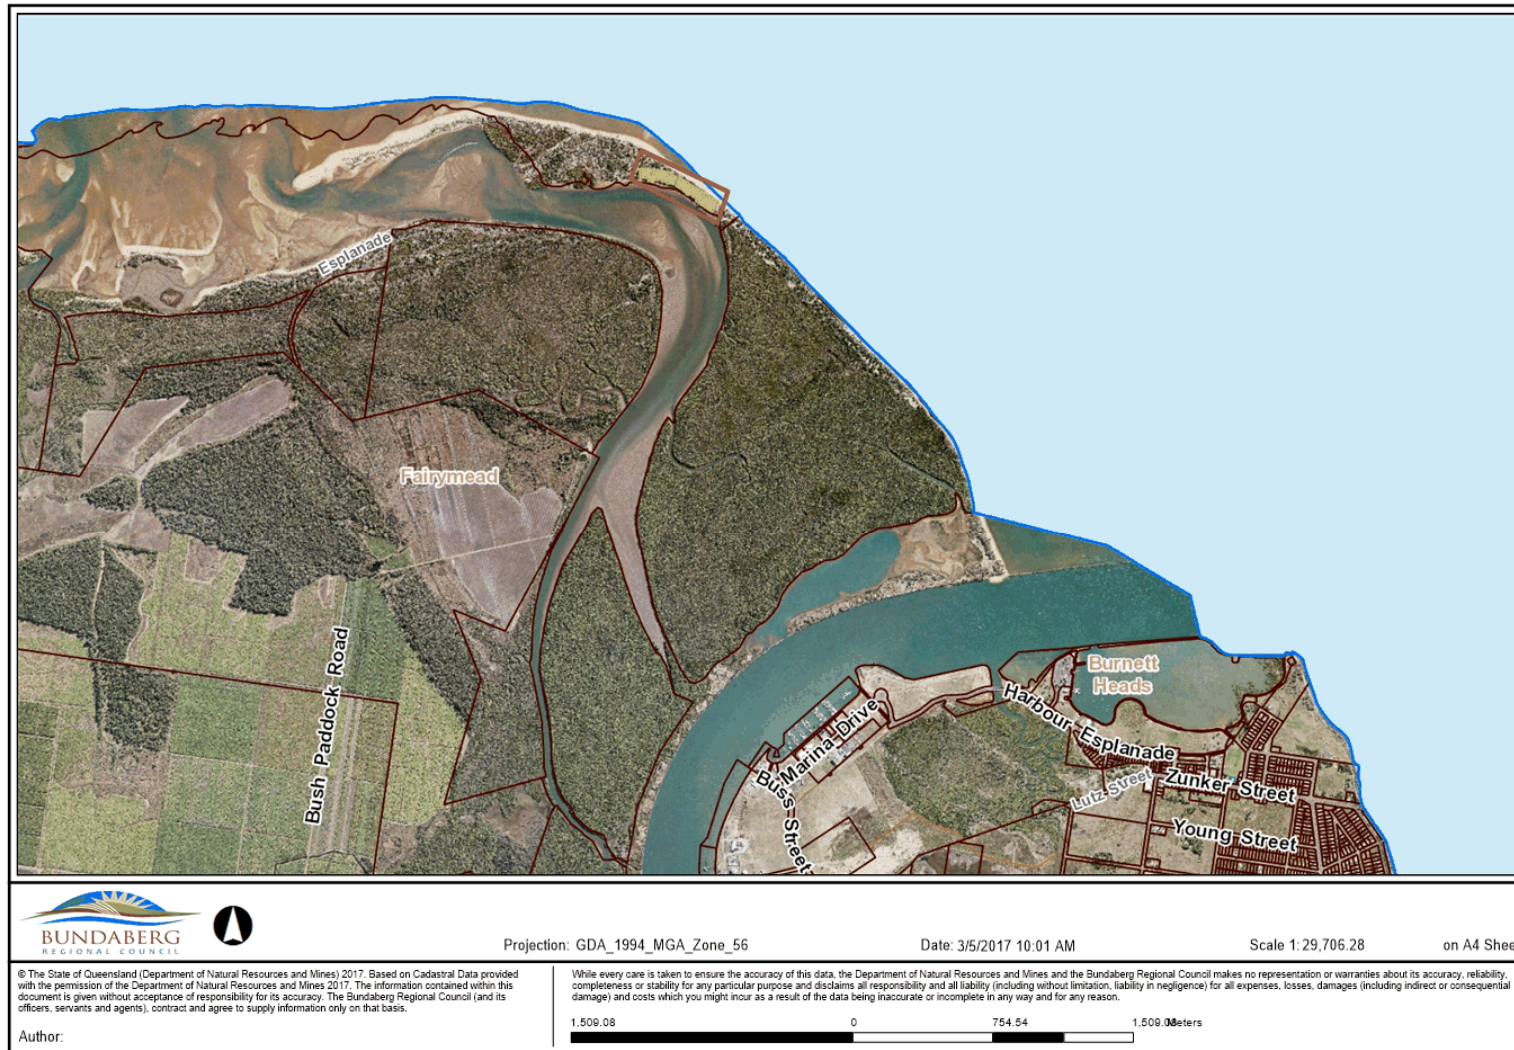 Esplanade
Fairymead
Bush Paddock Road
Burnett
Heads
Harbour Esplanade
Marina Drive
Buss Street
Lutz Street
Zunker Street
Young Street
BUNDABERG
REGIONAL COUNCIL
Projection: GDA_1994_MGA_Zone_56
Date: 3/5/2017 10:01 AM
Scale 1:29,706.28
on A4 Shee
© The State of Queensland (Department of Natural Resources and Mines) 2017. Based on Cadastral Data provided
with the permission of the Department of Natural Resources and Mines 2017. The information contained within this
document is given without acceptance of responsibility for its accuracy. The Bundaberg Regional Council (and its
officers, servants and agents), contract and agree to supply information only on that basis.
Author:
While every care is taken to ensure the accuracy of this data, the Department of Natural Resources and Mines and the Bundaberg Regional Council makes no representation or warranties about its accuracy, reliability,
completeness or stability for any particular purpose and disclaims all responsibility and all liability (including without limitation, liability in negligence) for all expenses, losses, damages (including indirect or consequential
damage) and costs which you might incur as a result of the data being inaccurate or incomplete in any way and for any reason.
1,509.08
0
754.54
1,509.08 Meters